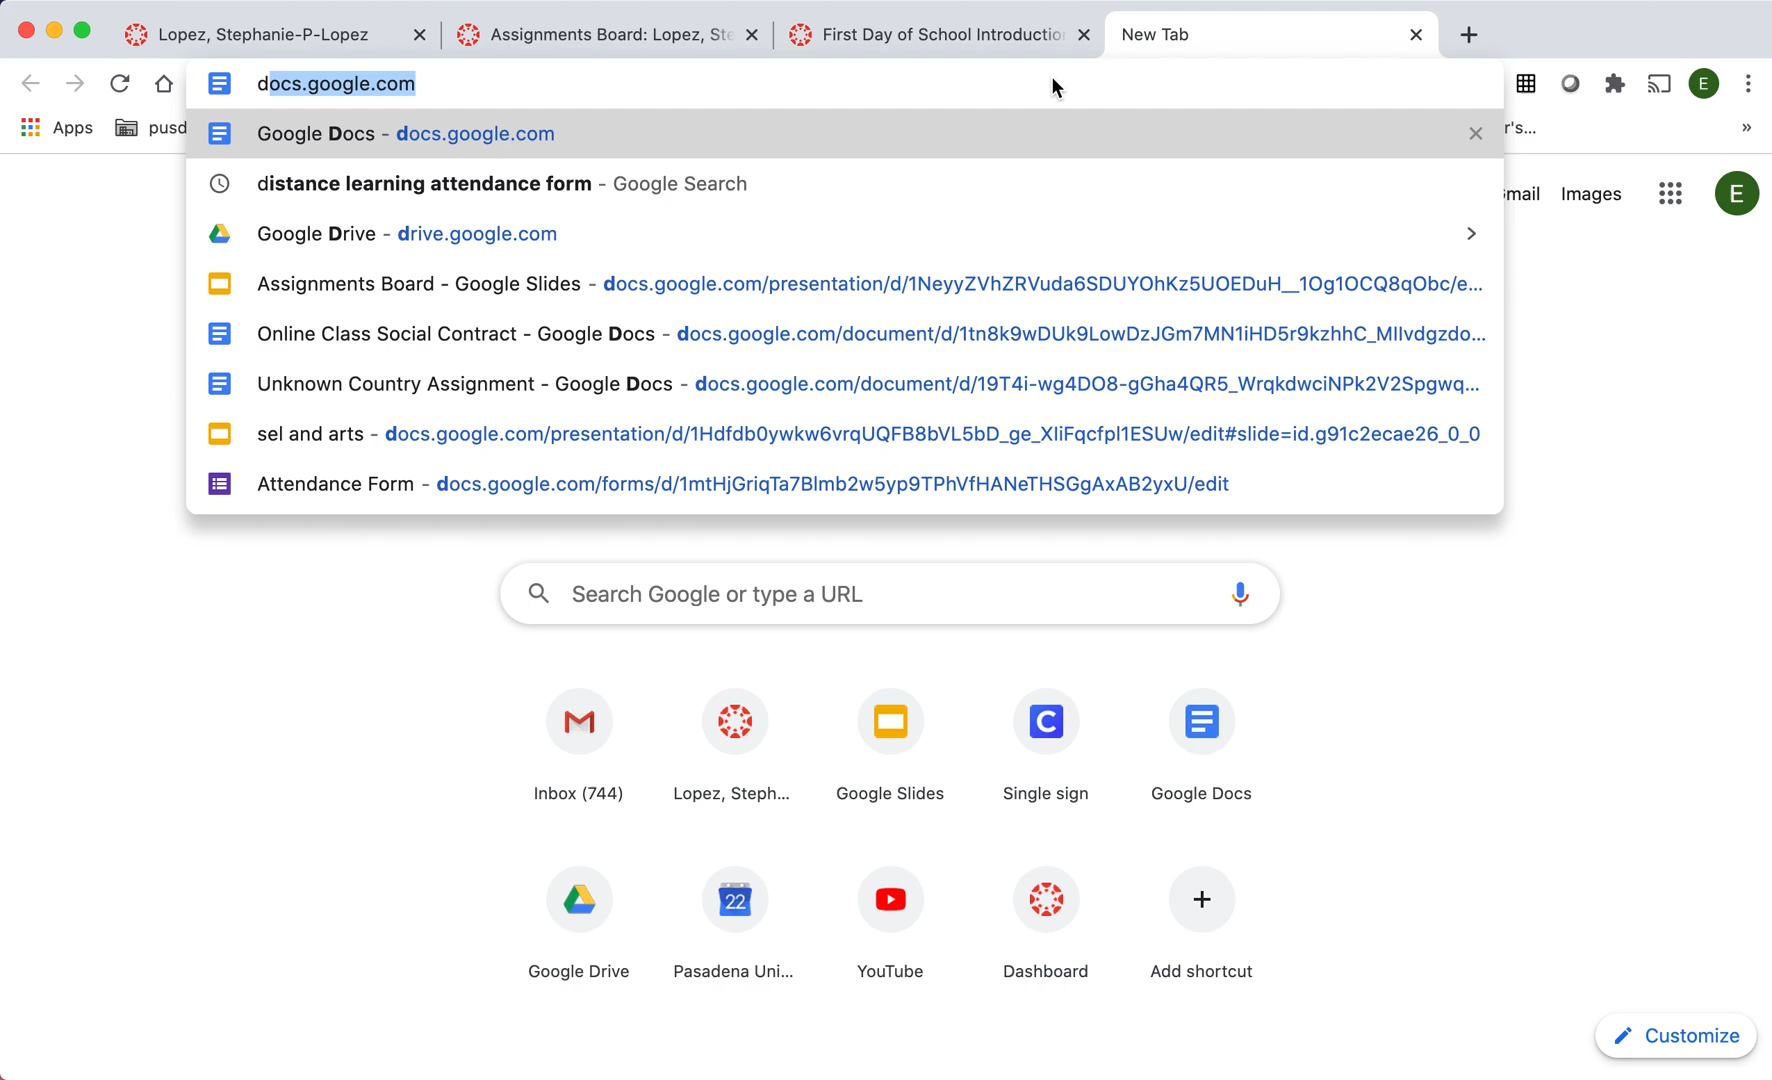 Lopez, Stephanie-P-Lopez
Assignments Board: Lopez, Ste
First Day of School Introductio
New Tab
docs.google.com
E
Apps
pusd
r's...
»
Google Docs - docs.google.com
distance learning attendance form - Google Search
Google Drive - drive.google.com
Assignments Board - Google Slides - docs.google.com/presentation/d/1NeyyZVhZRVuda6SDUYOhKz5UOEDuH__1Og1OCQ8qObc/e...
Online Class Social Contract - Google Docs - docs.google.com/document/d/1tn8k9wDUk9LowDzJGm7MN1iHD5r9kzhhC_MIlvdgzdo...
Unknown Country Assignment - Google Docs - docs.google.com/document/d/19T4i-wg4DO8-gGha4QR5_WrqkdwciNPk2V2Spgwq...
sel and arts - docs.google.com/presentation/d/1Hdfdb0ywkw6vrqUQFB8bVL5bD_ge_XliFqcfpl1ESUw/edit#slide=id.g91c2ecae26_0_0
Attendance Form - docs.google.com/forms/d/1mtHjGriqTa7Blmb2w5yp9TPhVfHANeTHSGgAxAB2yxU/edit
mail Images E
Search Google or type a URL
C
Inbox (744)
Lopez, Steph...
Google Slides
Single sign
Google Docs
22
Google Drive
Pasadena Uni...
YouTube
Dashboard
Add shortcut
Customize